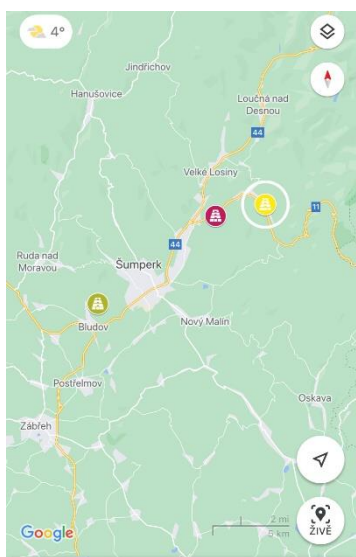 4°
Jindřichov
Hanušovice
Loučná nad
Desnou
44
Velké Losiny
11
44
Ruda nad
Moravou
Šumperk
Bludov
Nový Malín
Postřelmov
Oskava
Zábřeh
2 mi
5 km
Google
ŽIVĚ